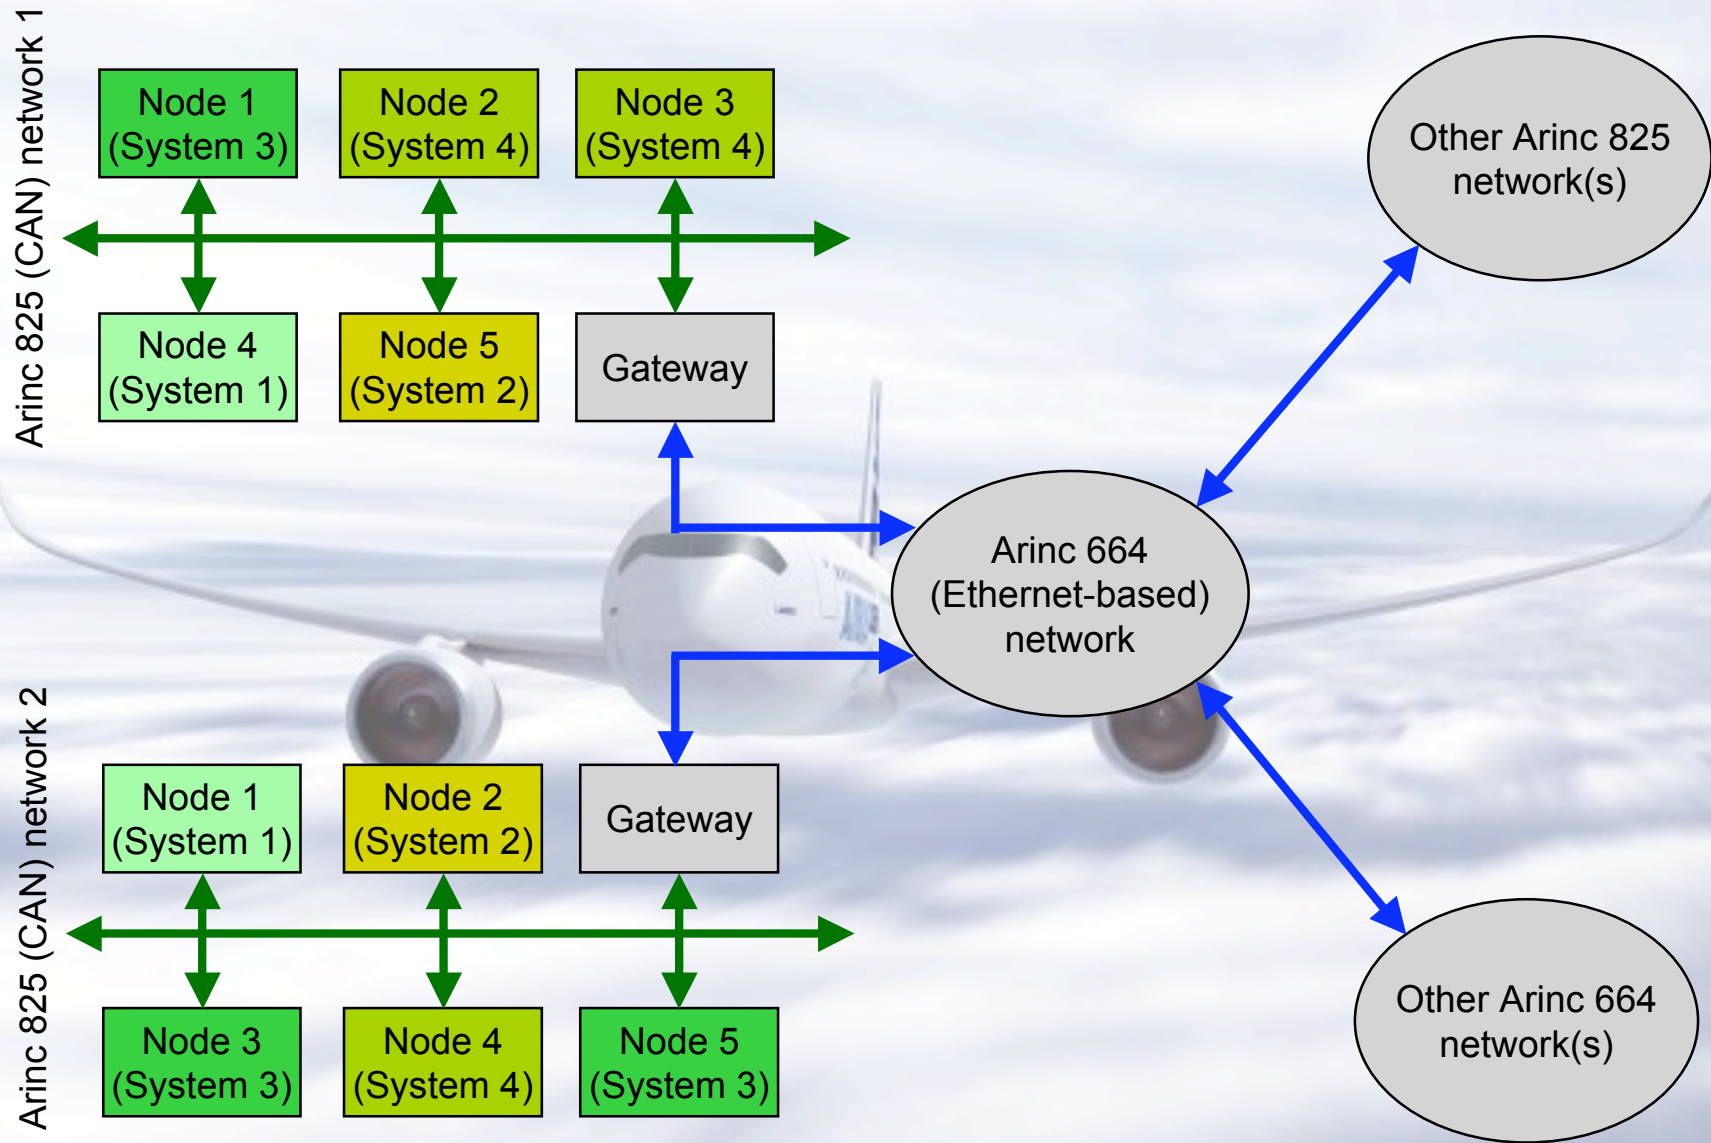 Arinc 825 (CAN) network 1
Node 1
(System 3)
Node 2
(System 4)
Node 3
(System 4)
Node 4
(System 1)
Node 5
(System 2)
Gateway
Other Arinc 825
network(s)
Arinc 664
(Ethernet-based)
network
Arinc 825 (CAN) network 2
Node 1
(System 1)
Node 2
(System 2)
Gateway
Node 3
(System 3)
Node 4
(System 4)
Node 5
(System 3)
Other Arinc 664
network(s)